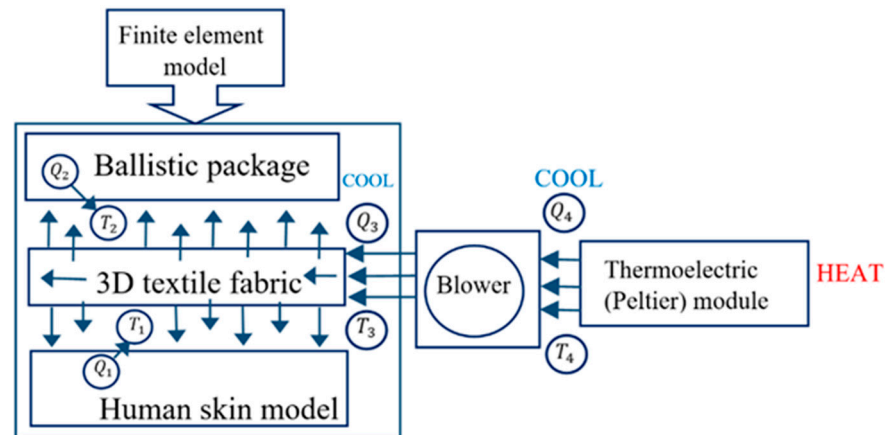 Finite element
model
Ballistic package
COOL
Q₂
T₂
3D textile fabric
Q₃
T₃
T₁
Q₁
Human skin model
Blower
COOL
Q₄
T₄
Thermoelectric
(Peltier) module
HEAT